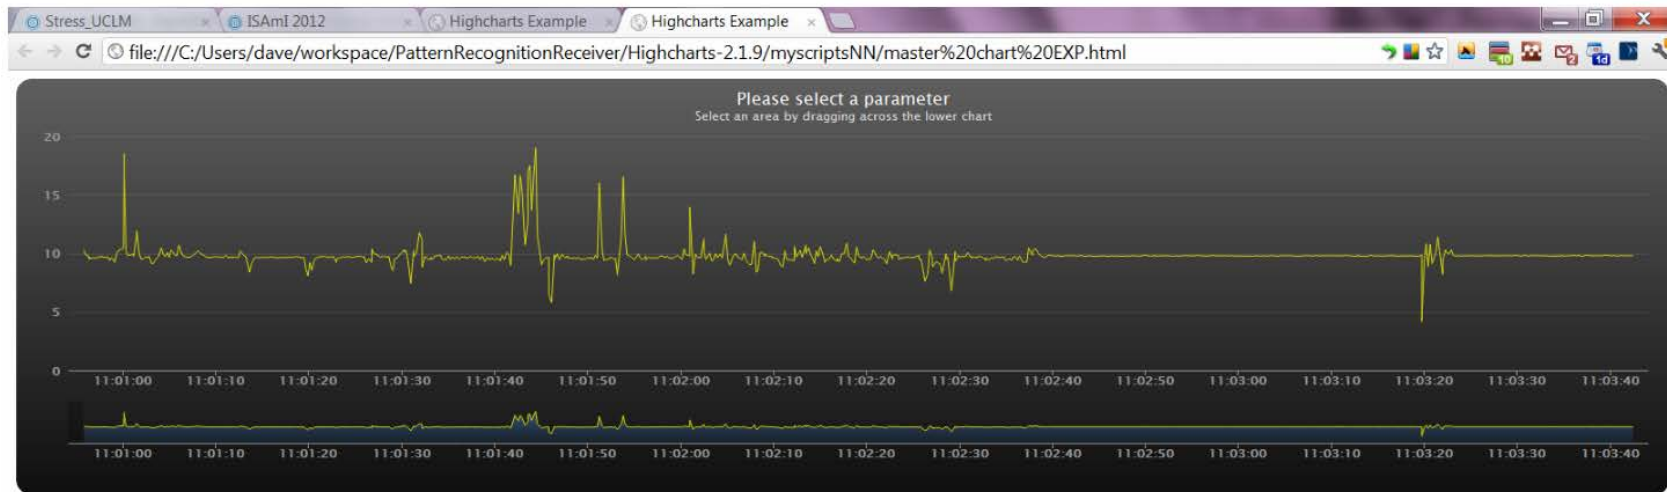 Stress_UCLM × ISAmI 2012 × Highcharts Example × Highcharts Example ×
file:///C:/Users/dave/workspace/PatternRecognitionReceiver/Highcharts-2.1.9/myscriptsNN/master%20chart%20EXP.html
10 2 1d
Please select a parameter
Select an area by dragging across the lower chart
20
15
10
5
0
11:01:00 11:01:10 11:01:20 11:01:30 11:01:40 11:01:50 11:02:00 11:02:10 11:02:20 11:02:30 11:02:40 11:02:50 11:03:00 11:03:10 11:03:20 11:03:30 11:03:40
11:01:00 11:01:10 11:01:20 11:01:30 11:01:40 11:01:50 11:02:00 11:02:10 11:02:20 11:02:30 11:02:40 11:02:50 11:03:00 11:03:10 11:03:20 11:03:30 11:03:40